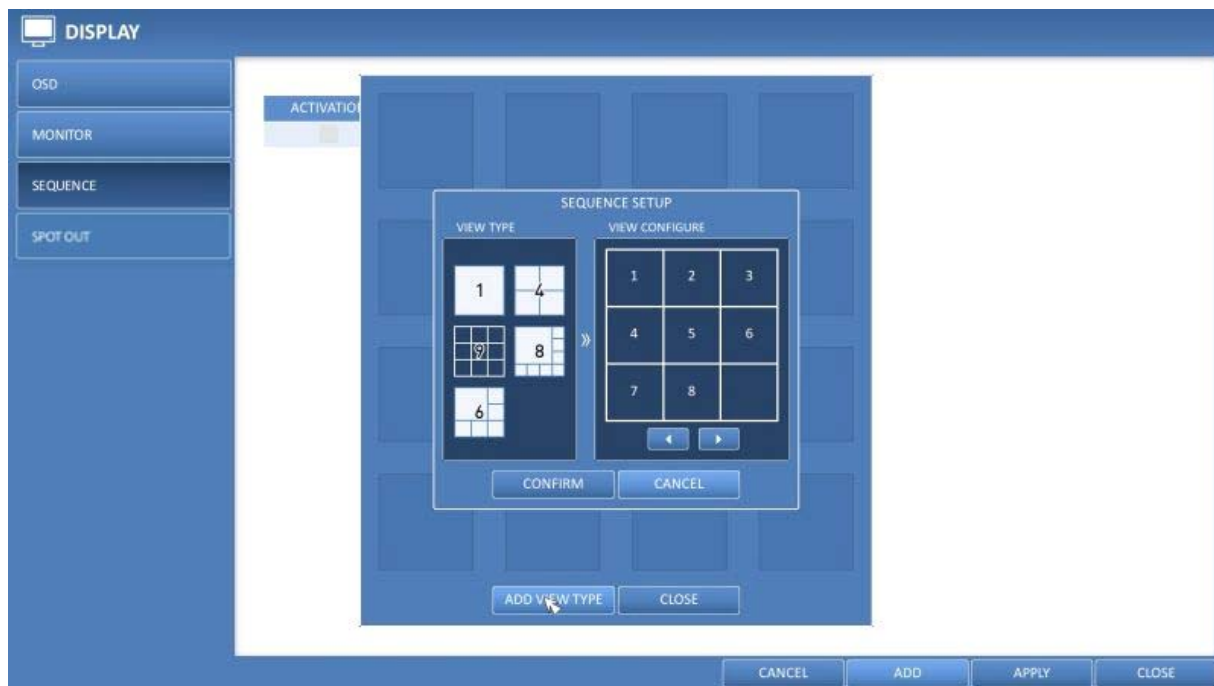 DISPLAY
OSD
MONITOR
SEQUENCE
SPOT OUT
ACTIVATION
SEQUENCE SETUP
VIEW TYPE
VIEW CONFIGURE
1 4
9 8
6
»
1 2 3
4 5 6
7 8
CONFIRM CANCEL
ADD VIEW TYPE CLOSE
CANCEL ADD APPLY CLOSE